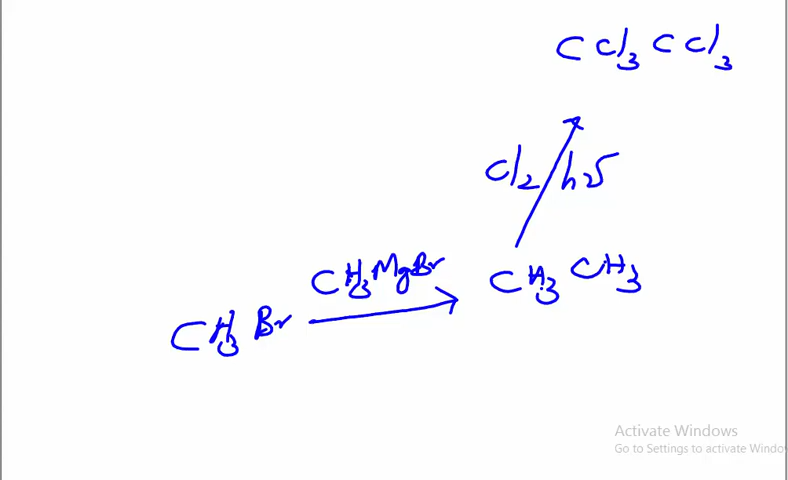 CCl3CCl3
Cl2/hν
CH3MgBr
CH3CH3
CH3Br
Activate Windows
Go to Settings to activate Windo